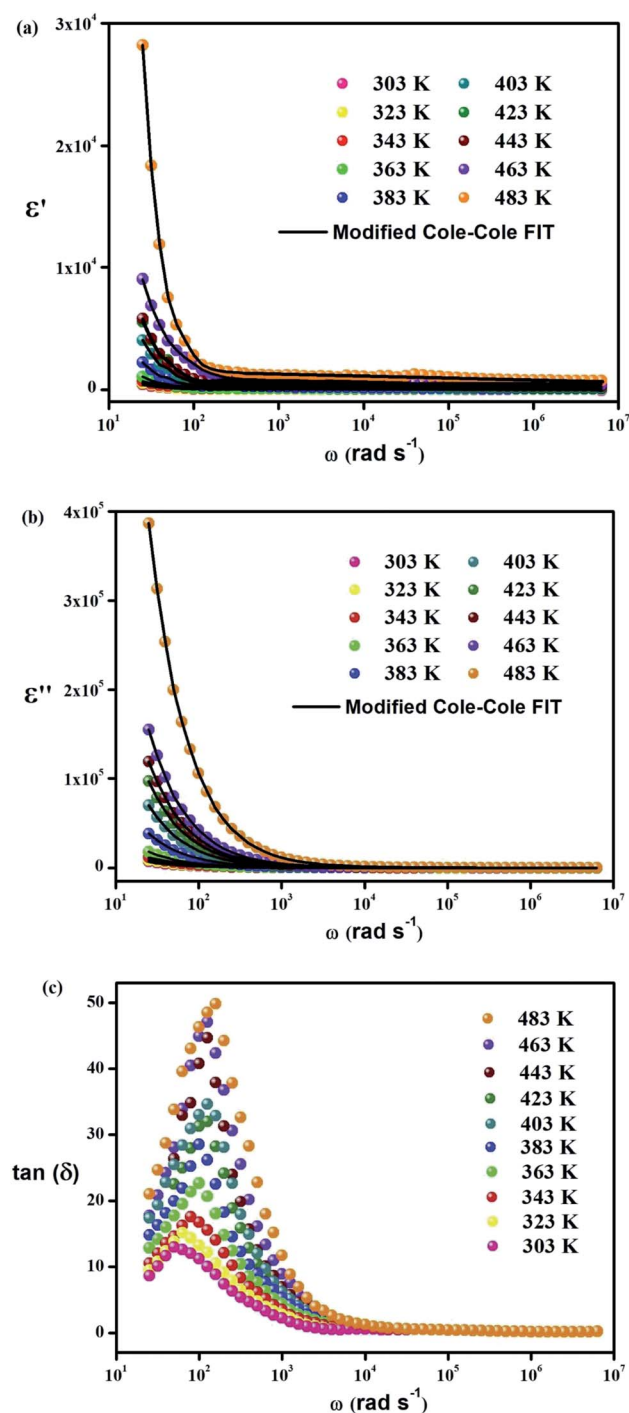 (a)
3x10⁴
2x10⁴
1x10⁴
0
ε'
303 K 403 K
323 K 423 K
343 K 443 K
363 K 463 K
383 K 483 K
Modified Cole-Cole FIT
10¹ 10² 10³ 10⁴ 10⁵ 10⁶ 10⁷
ω (rad s⁻¹)
(b)
4x10⁵
3x10⁵
2x10⁵
1x10⁵
0
ε''
303 K 403 K
323 K 423 K
343 K 443 K
363 K 463 K
383 K 483 K
Modified Cole-Cole FIT
10¹ 10² 10³ 10⁴ 10⁵ 10⁶ 10⁷
ω (rad s⁻¹)
(c)
50
40
30
20
10
0
tan (δ)
483 K
463 K
443 K
423 K
403 K
383 K
363 K
343 K
323 K
303 K
10¹ 10² 10³ 10⁴ 10⁵ 10⁶ 10⁷
ω (rad s⁻¹)